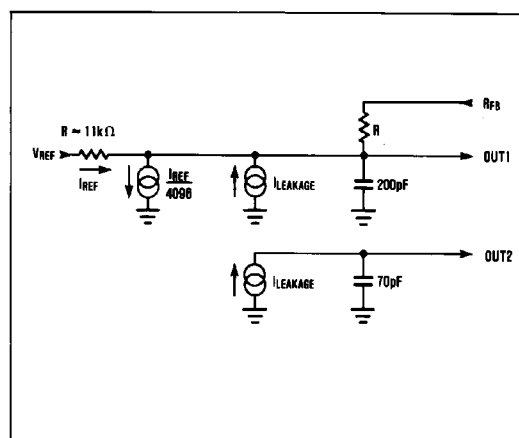 R ≈ 11kΩ
RFB
R
VREF
OUT1
IREF
IREF
4096
ILEAKAGE
200pF
OUT2
ILEAKAGE
70pF